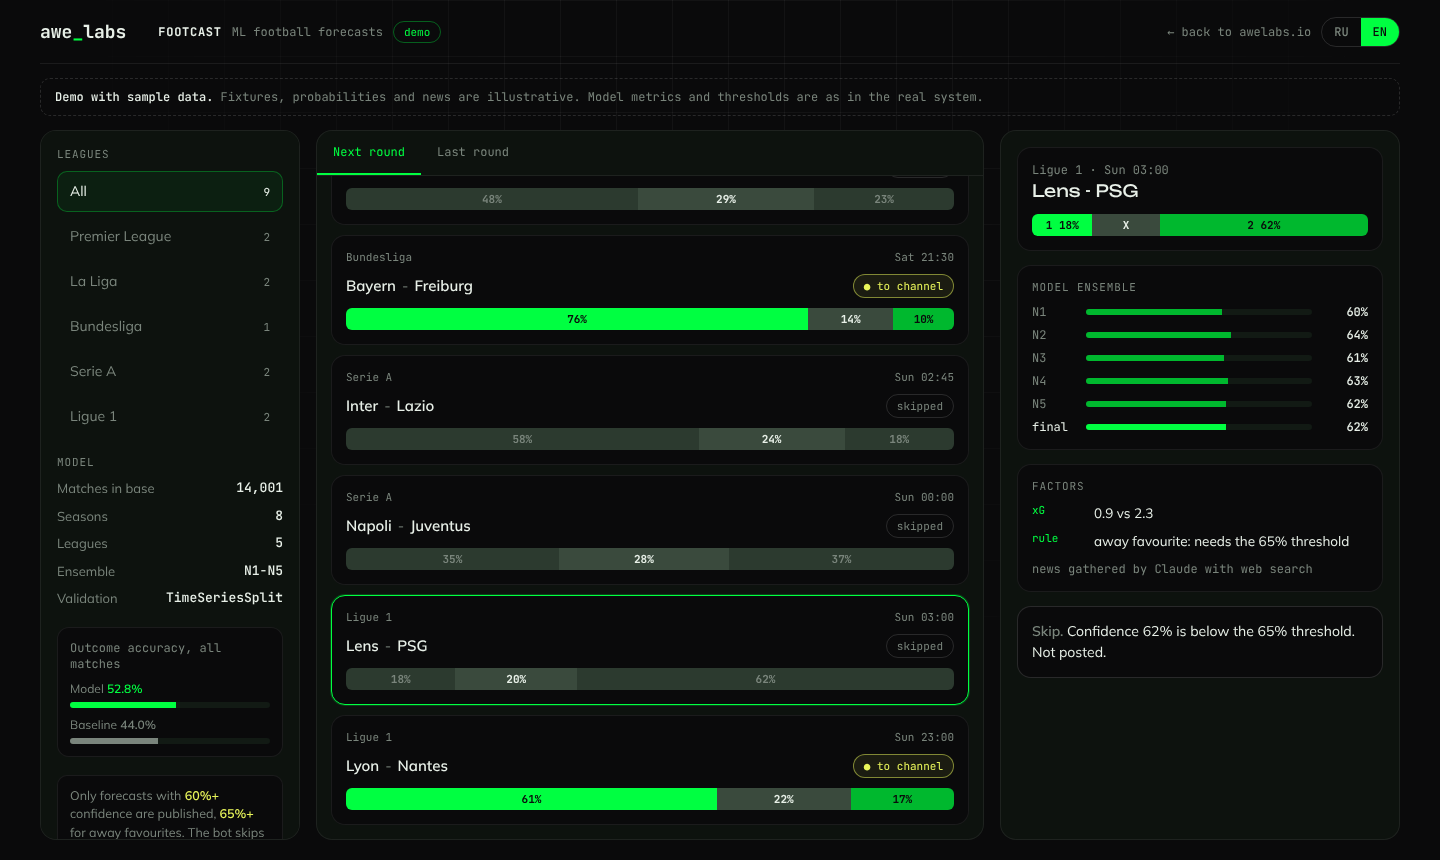 awe_labs
FOOTCAST ML football forecasts demo
← back to awelabs.io
RU EN
Demo with sample data. Fixtures, probabilities and news are illustrative. Model metrics and thresholds are as in the real system.
LEAGUES
All 9
Premier League 2
La Liga 2
Bundesliga 1
Serie A 2
Ligue 1 2
MODEL
Matches in base 14,001
Seasons 8
Leagues 5
Ensemble N1-N5
Validation TimeSeriesSplit
Outcome accuracy, all
matches
Model 52.8%
Baseline 44.0%
Only forecasts with 60%+
confidence are published, 65%+
for away favourites. The bot skips
Next round Last round
48% 29% 23%
Bundesliga Sat 21:30
Bayern - Freiburg ● to channel
76% 14% 10%
Serie A Sun 02:45
Inter - Lazio skipped
58% 24% 18%
Serie A Sun 00:00
Napoli - Juventus skipped
35% 28% 37%
Ligue 1 Sun 03:00
Lens - PSG skipped
18% 20% 62%
Ligue 1 Sun 23:00
Lyon - Nantes ● to channel
61% 22% 17%
Ligue 1 · Sun 03:00
Lens - PSG
1 18% X 2 62%
MODEL ENSEMBLE
N1 60%
N2 64%
N3 61%
N4 63%
N5 62%
final 62%
FACTORS
xG 0.9 vs 2.3
rule away favourite: needs the 65% threshold
news gathered by Claude with web search
Skip. Confidence 62% is below the 65% threshold.
Not posted.